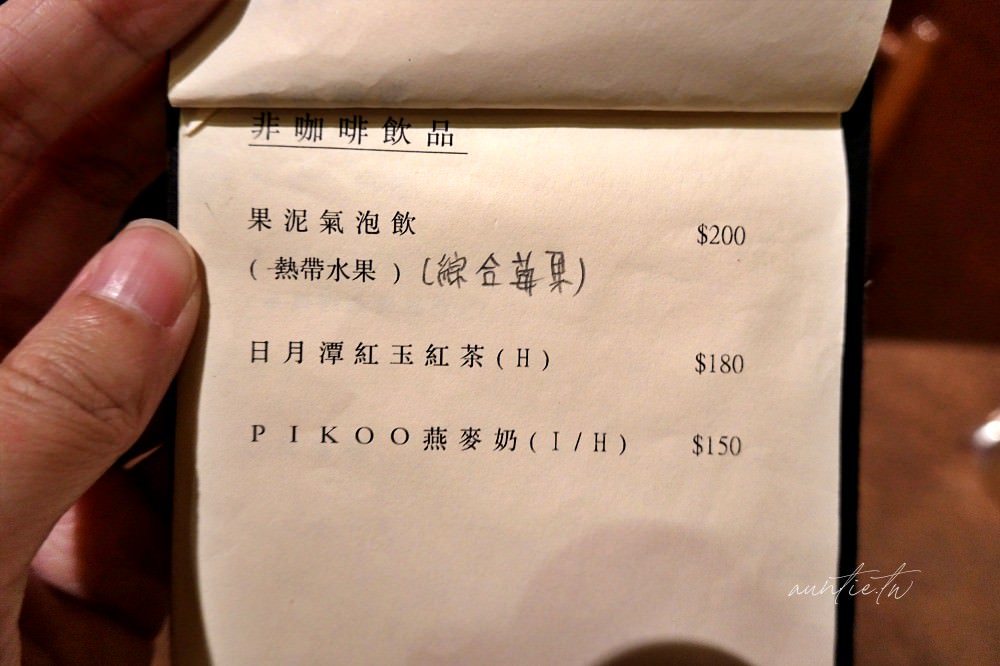 非咖啡飲品
果泥氣泡飲 $200
(熱帶水果) (綜合莓果)
日月潭紅玉紅茶(H) $180
PIKOO燕麥奶(I/H) $150
auntie.tw